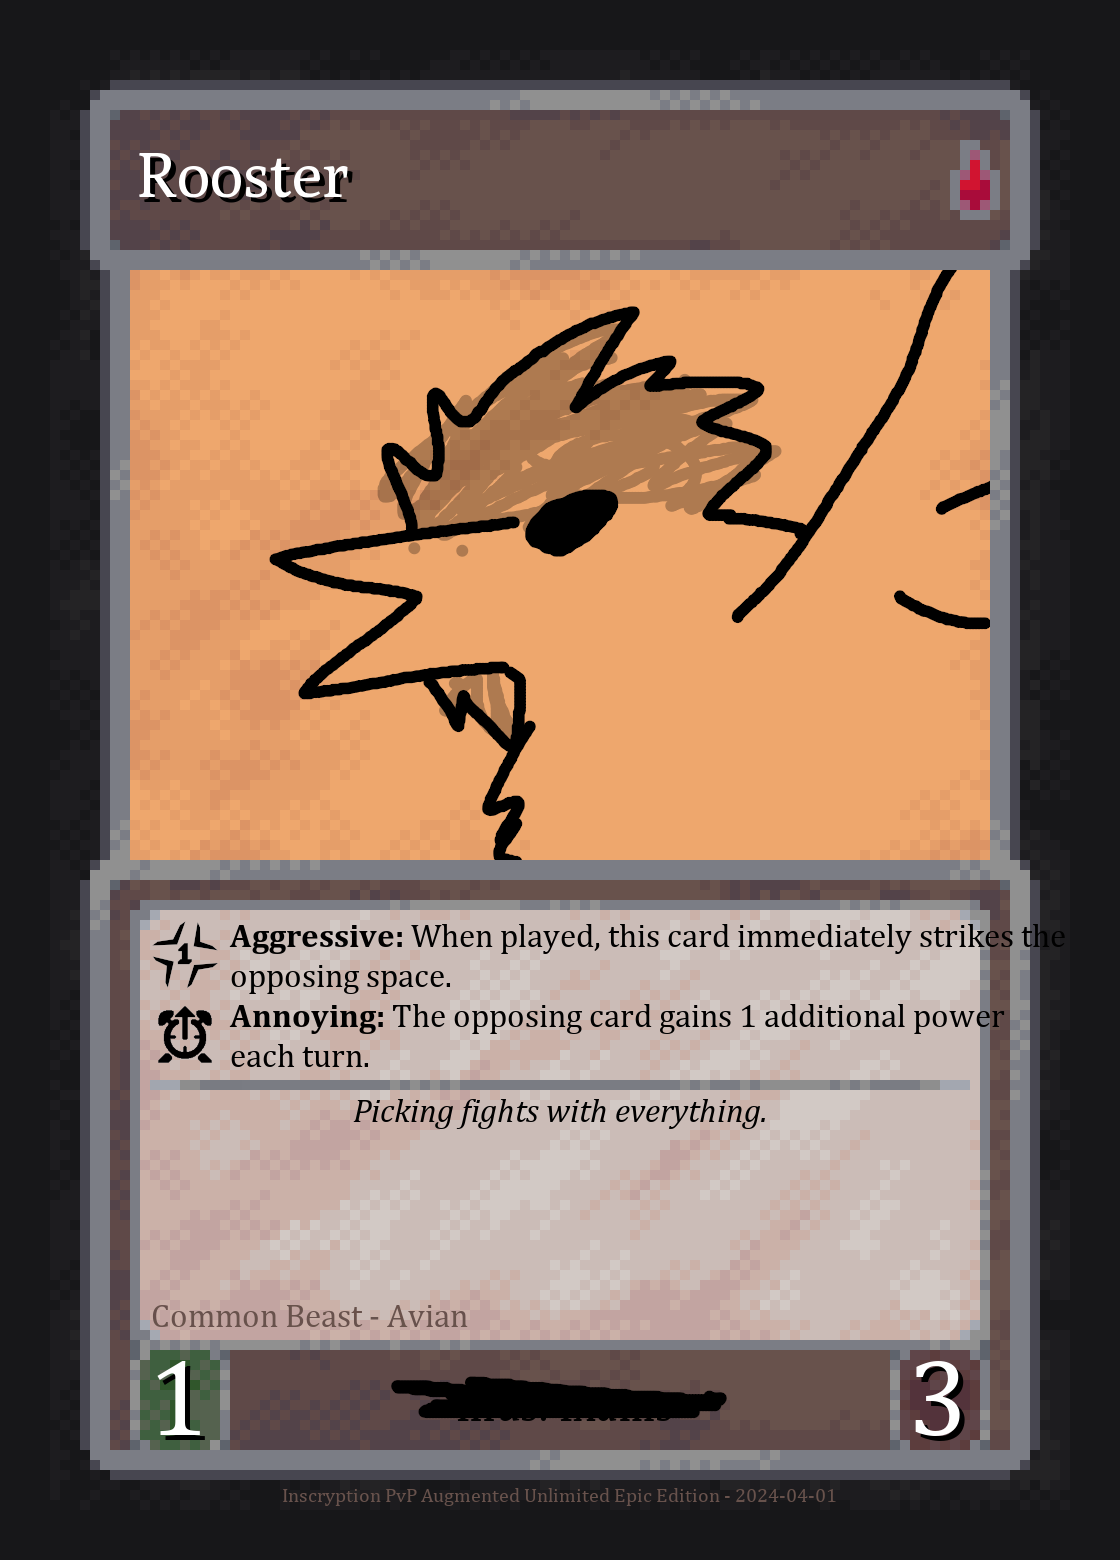 Rooster
Aggressive: When played, this card immediately strikes the
1
opposing space.
Annoying: The opposing card gains 1 additional power
each turn.
Picking fights with everything.
Common Beast - Avian
1
3
Inscryption PvP Augmented Unlimited Epic Edition - 2024-04-01